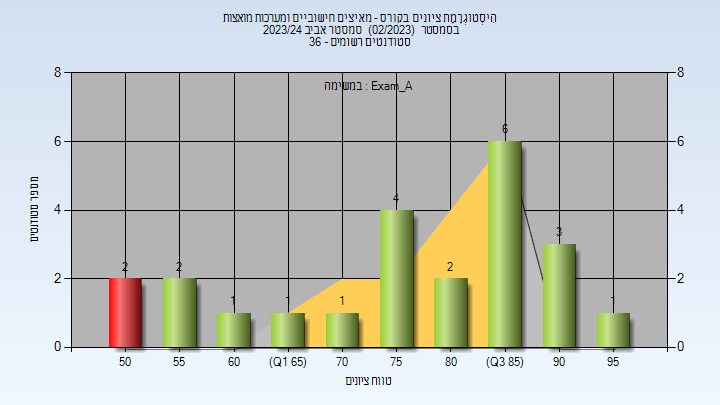 הִיסְטוֹגְרָמַת ציונים בקורס - מאיצים חישוביים ומערכות מואצות
בסמסטר (02/2023) סמסטר אביב 2023/24
סטודנטים רשומים - 36
במשימה : Exam_A
8 8
6 6
6
4 4
4
3
2 2
2 2 2
1 1 1 1
0 0
50 55 60 (Q1 65) 70 75 80 (Q3 85) 90 95
טווח ציונים
מספר סטודנטים